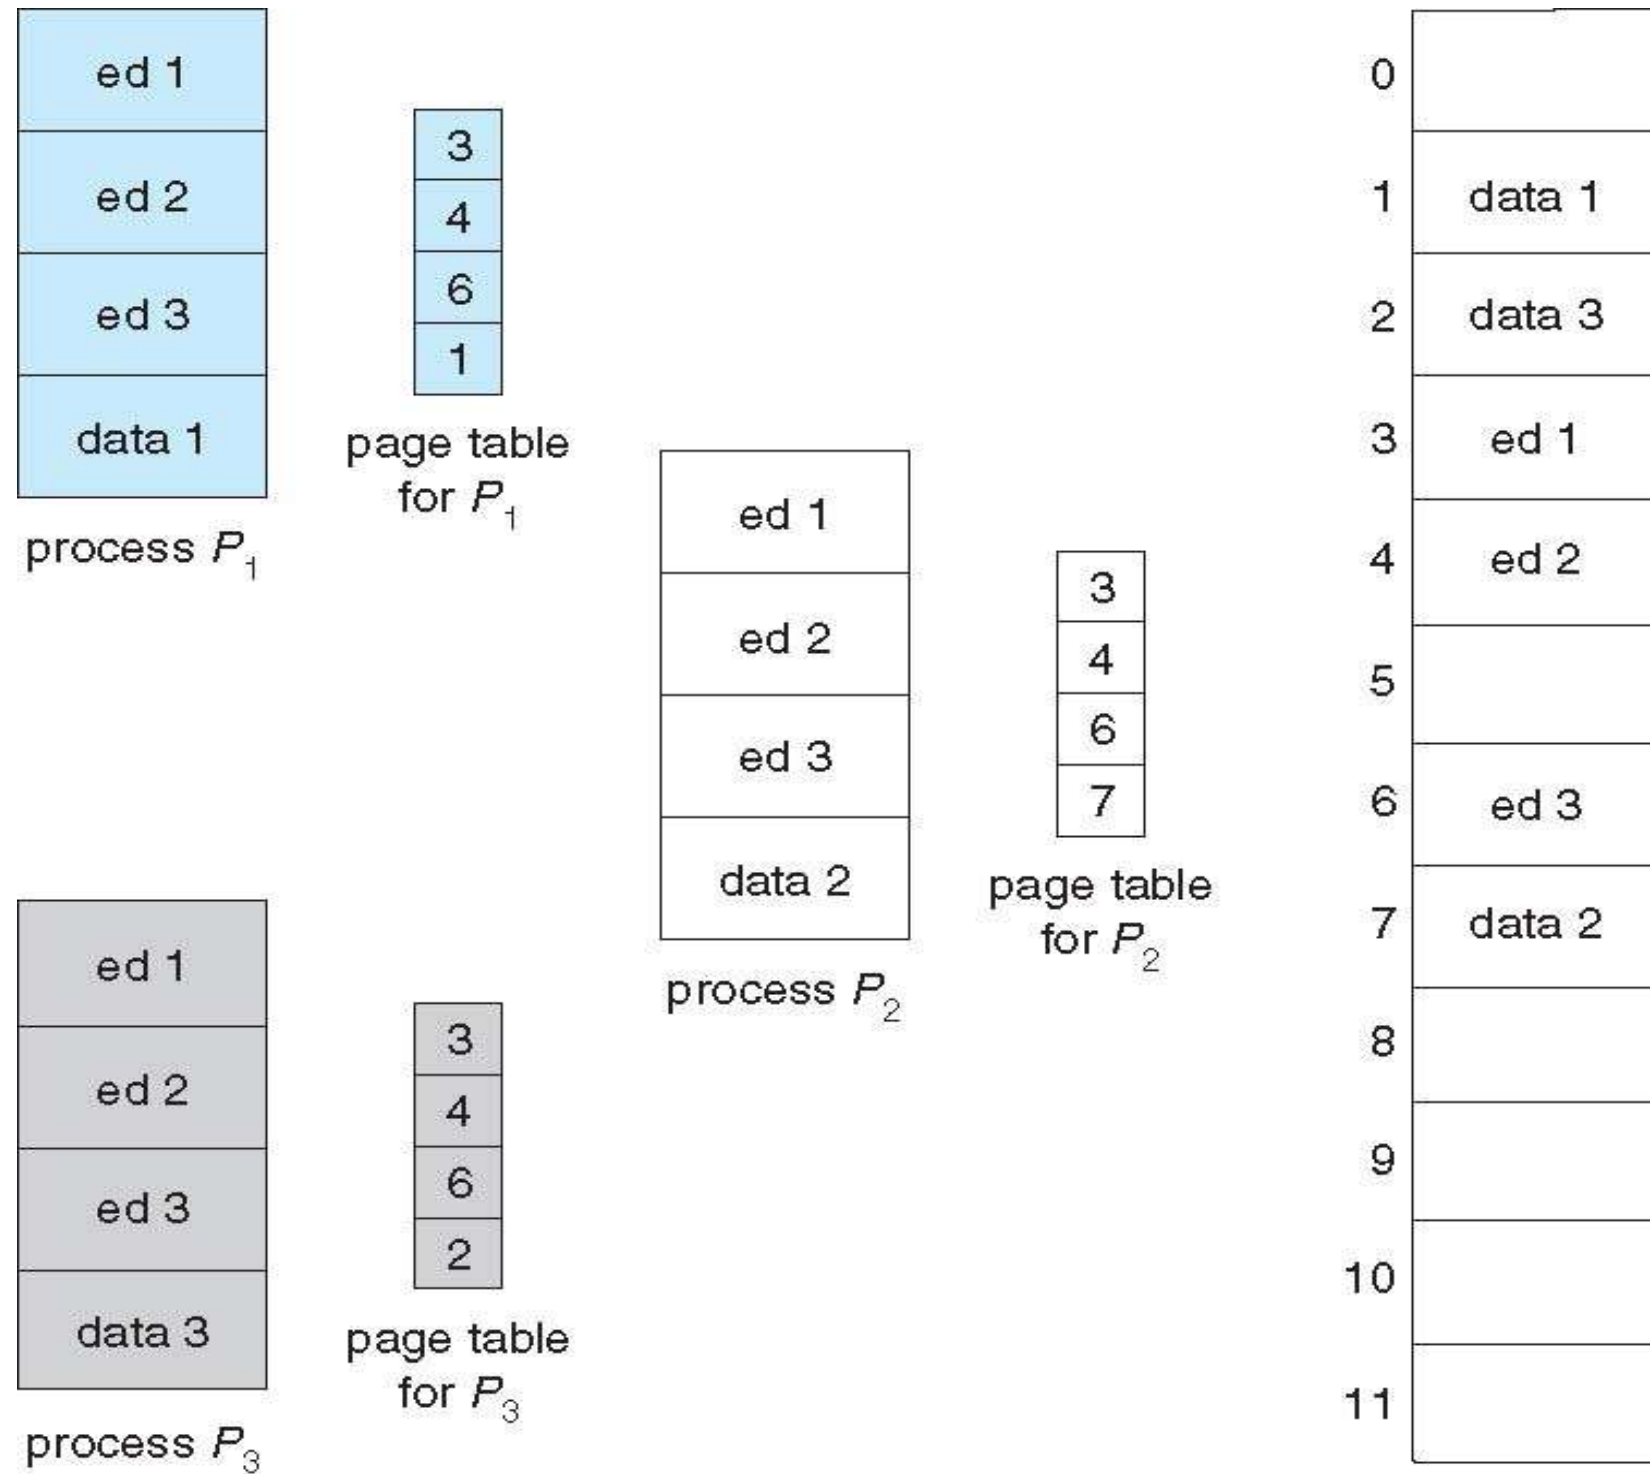 ed 1
ed 2
ed 3
data 1
process P1
3
4
6
1
page table
for P1
ed 1
ed 2
ed 3
data 2
process P2
3
4
6
7
page table
for P2
ed 1
ed 2
ed 3
data 3
process P3
3
4
6
2
page table
for P3
0
1 data 1
2 data 3
3 ed 1
4 ed 2
5
6 ed 3
7 data 2
8
9
10
11